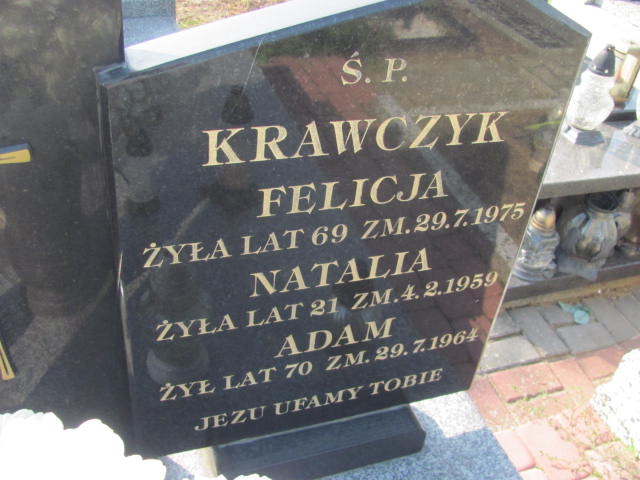 Ś. P.
KRAWCZYK
FELICJA
ŻYŁA LAT 69 ZM. 29.7.1975
NATALIA
ŻYŁA LAT 21 ZM. 4.2.1959
ADAM
ŻYŁ LAT 70 ZM. 29.7.1964
JEZU UFAMY TOBIE